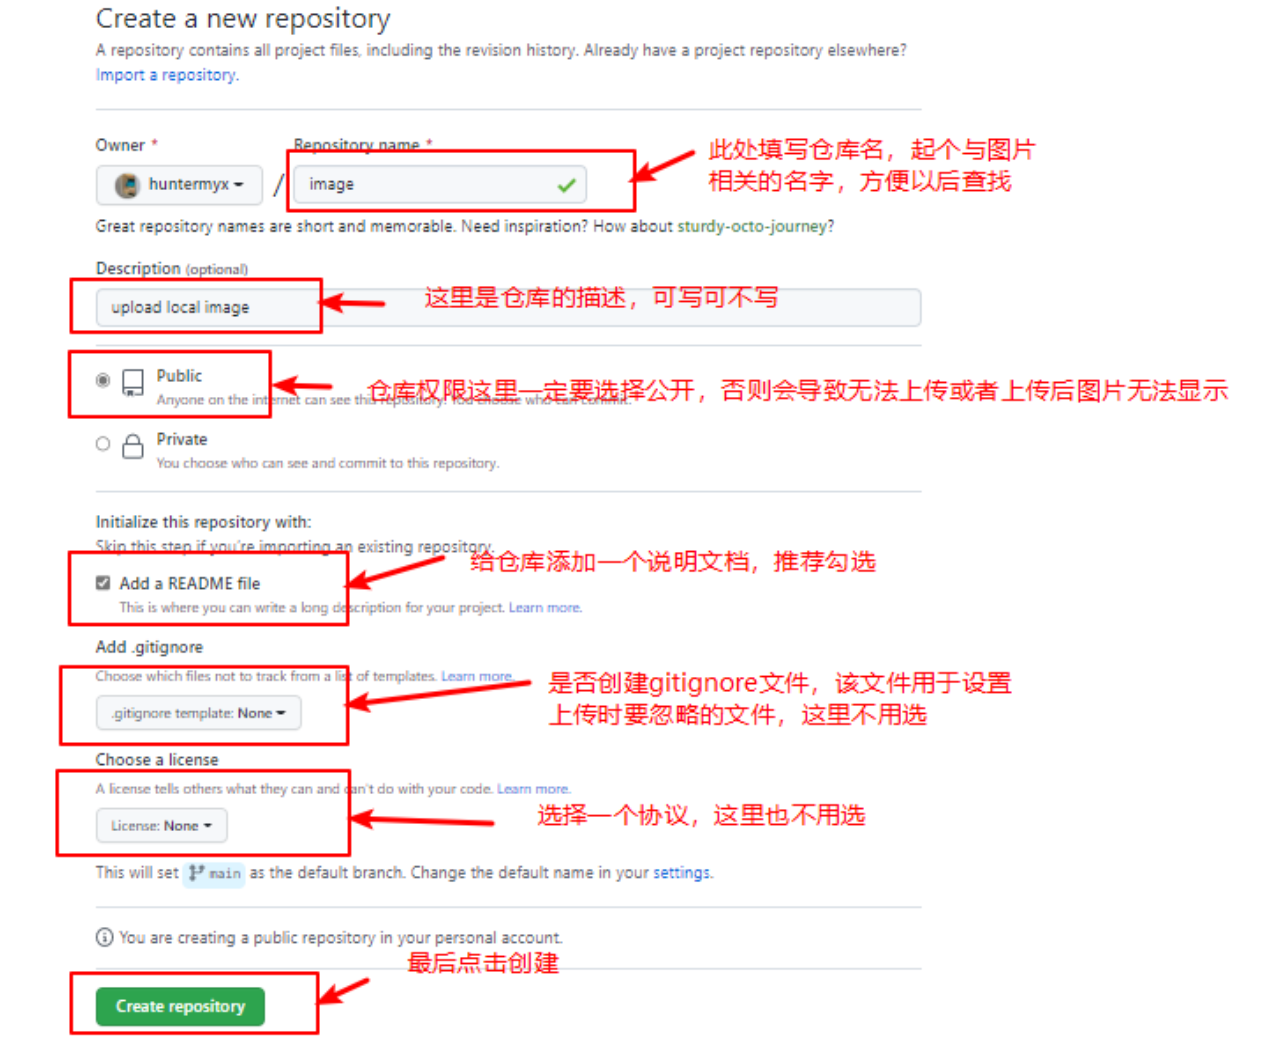 Create a new repository
A repository contains all project files, including the revision history. Already have a project repository elsewhere?
Import a repository.
Owner *
Repository name *
huntermyx
/
image
此处填写仓库名，起个与图片
相关的名字，方便以后查找
Great repository names are short and memorable. Need inspiration? How about sturdy-octo-journey?
Description (optional)
upload local image
这里是仓库的描述，可写可不写
Public
Anyone on the internet can see this repository. You choose who can commit.
仓库权限这里一定要选择公开，否则会导致无法上传或者上传后图片无法显示
Private
You choose who can see and commit to this repository.
Initialize this repository with:
Skip this step if you're importing an existing repository.
给仓库添加一个说明文档，推荐勾选
Add a README file
This is where you can write a long description for your project. Learn more.
Add .gitignore
Choose which files not to track from a list of templates. Learn more.
是否创建gitignore文件，该文件用于设置
上传时要忽略的文件，这里不用选
.gitignore template: None
Choose a license
A license tells others what they can and can't do with your code. Learn more.
选择一个协议，这里也不用选
License: None
This will set main as the default branch. Change the default name in your settings.
You are creating a public repository in your personal account.
最后点击创建
Create repository